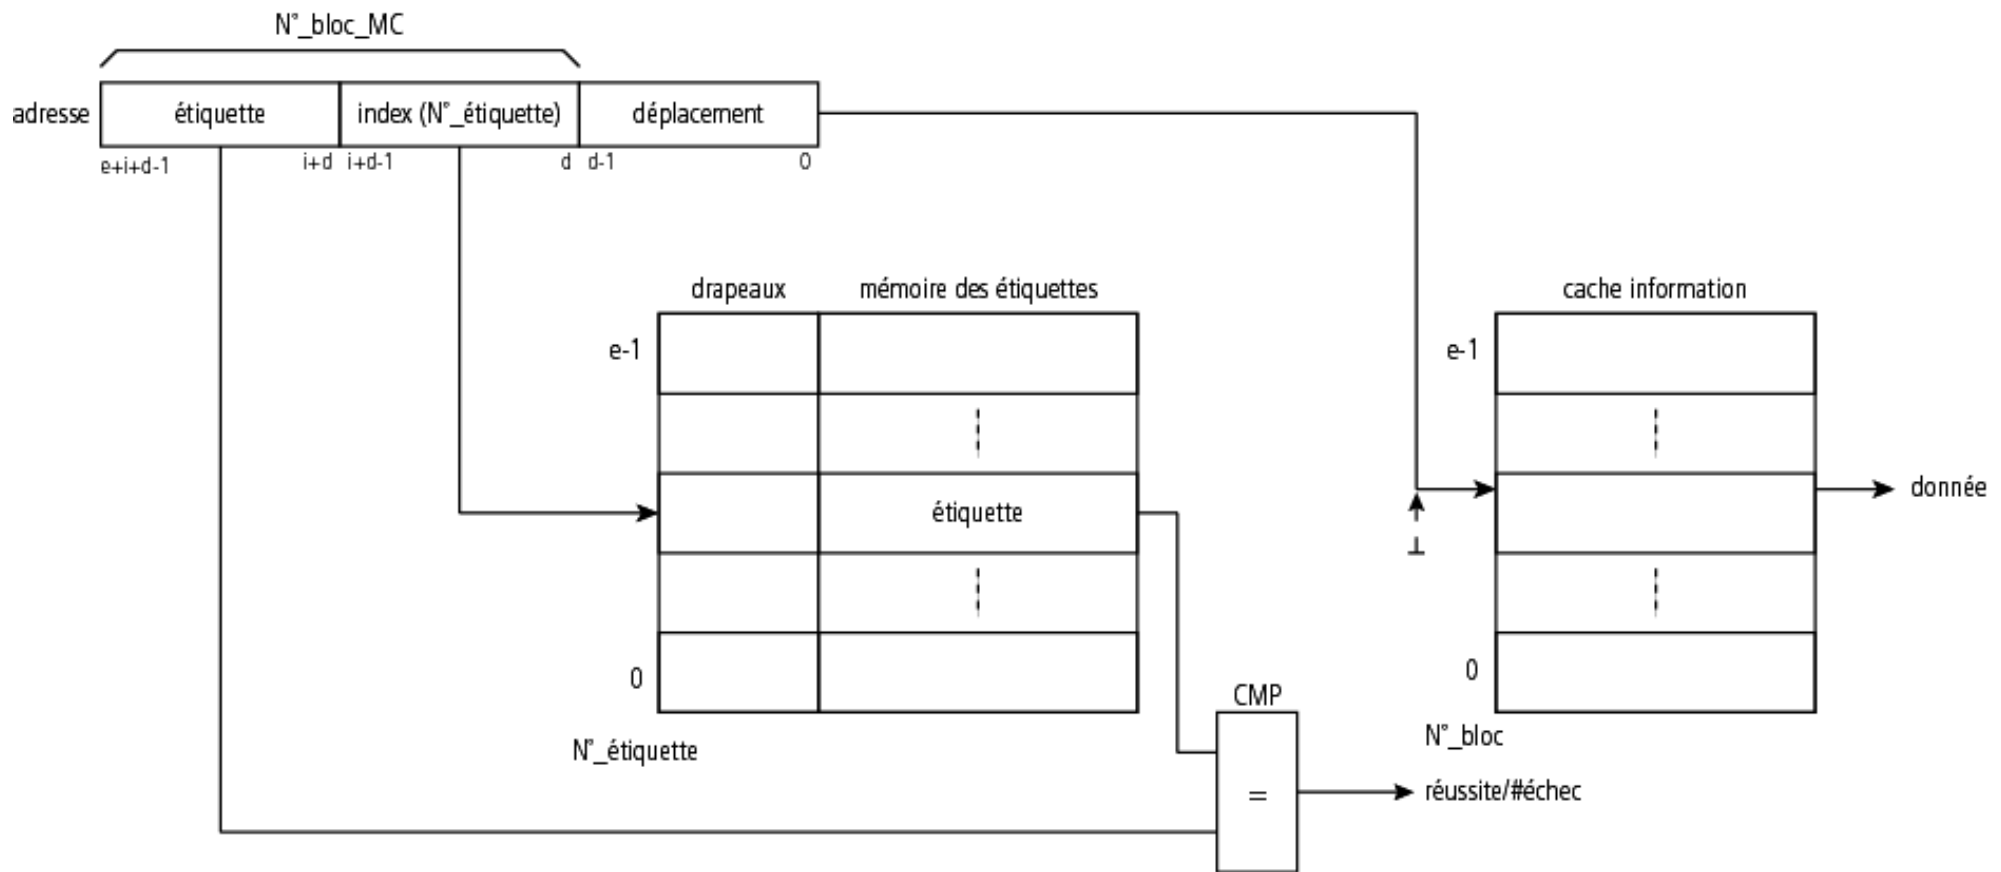 N°_bloc_MC
adresse étiquette index (N°_étiquette) déplacement
e+i+d-1 i+d i+d-1 d d-1 0
drapeaux mémoire des étiquettes cache information
e-1 e-1
étiquette donnée
0 0
CMP
N°_étiquette N°_bloc
= réussite/#échec